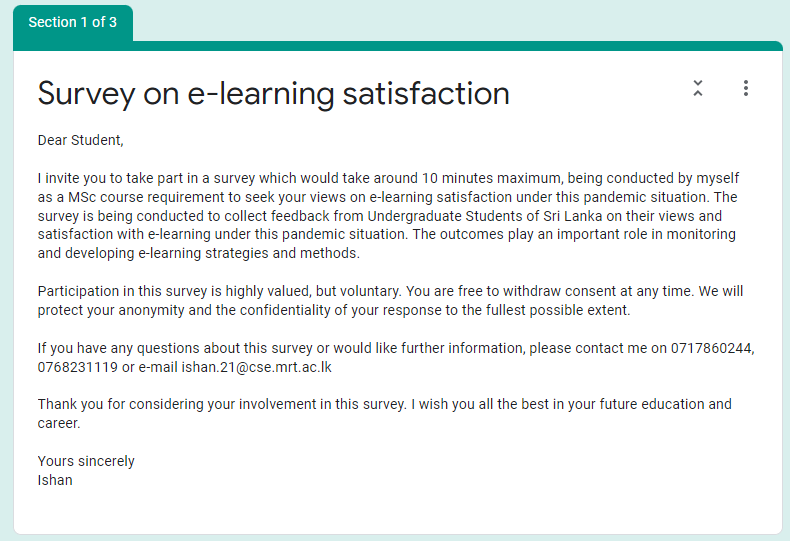 Section 1 of 3
Survey on e-learning satisfaction
Dear Student,
I invite you to take part in a survey which would take around 10 minutes maximum, being conducted by myself
as a MSc course requirement to seek your views on e-learning satisfaction under this pandemic situation. The
survey is being conducted to collect feedback from Undergraduate Students of Sri Lanka on their views and
satisfaction with e-learning under this pandemic situation. The outcomes play an important role in monitoring
and developing e-learning strategies and methods.
Participation in this survey is highly valued, but voluntary. You are free to withdraw consent at any time. We will
protect your anonymity and the confidentiality of your response to the fullest possible extent.
If you have any questions about this survey or would like further information, please contact me on 0717860244,
0768231119 or e-mail ishan.21@cse.mrt.ac.lk
Thank you for considering your involvement in this survey. I wish you all the best in your future education and
career.
Yours sincerely
Ishan